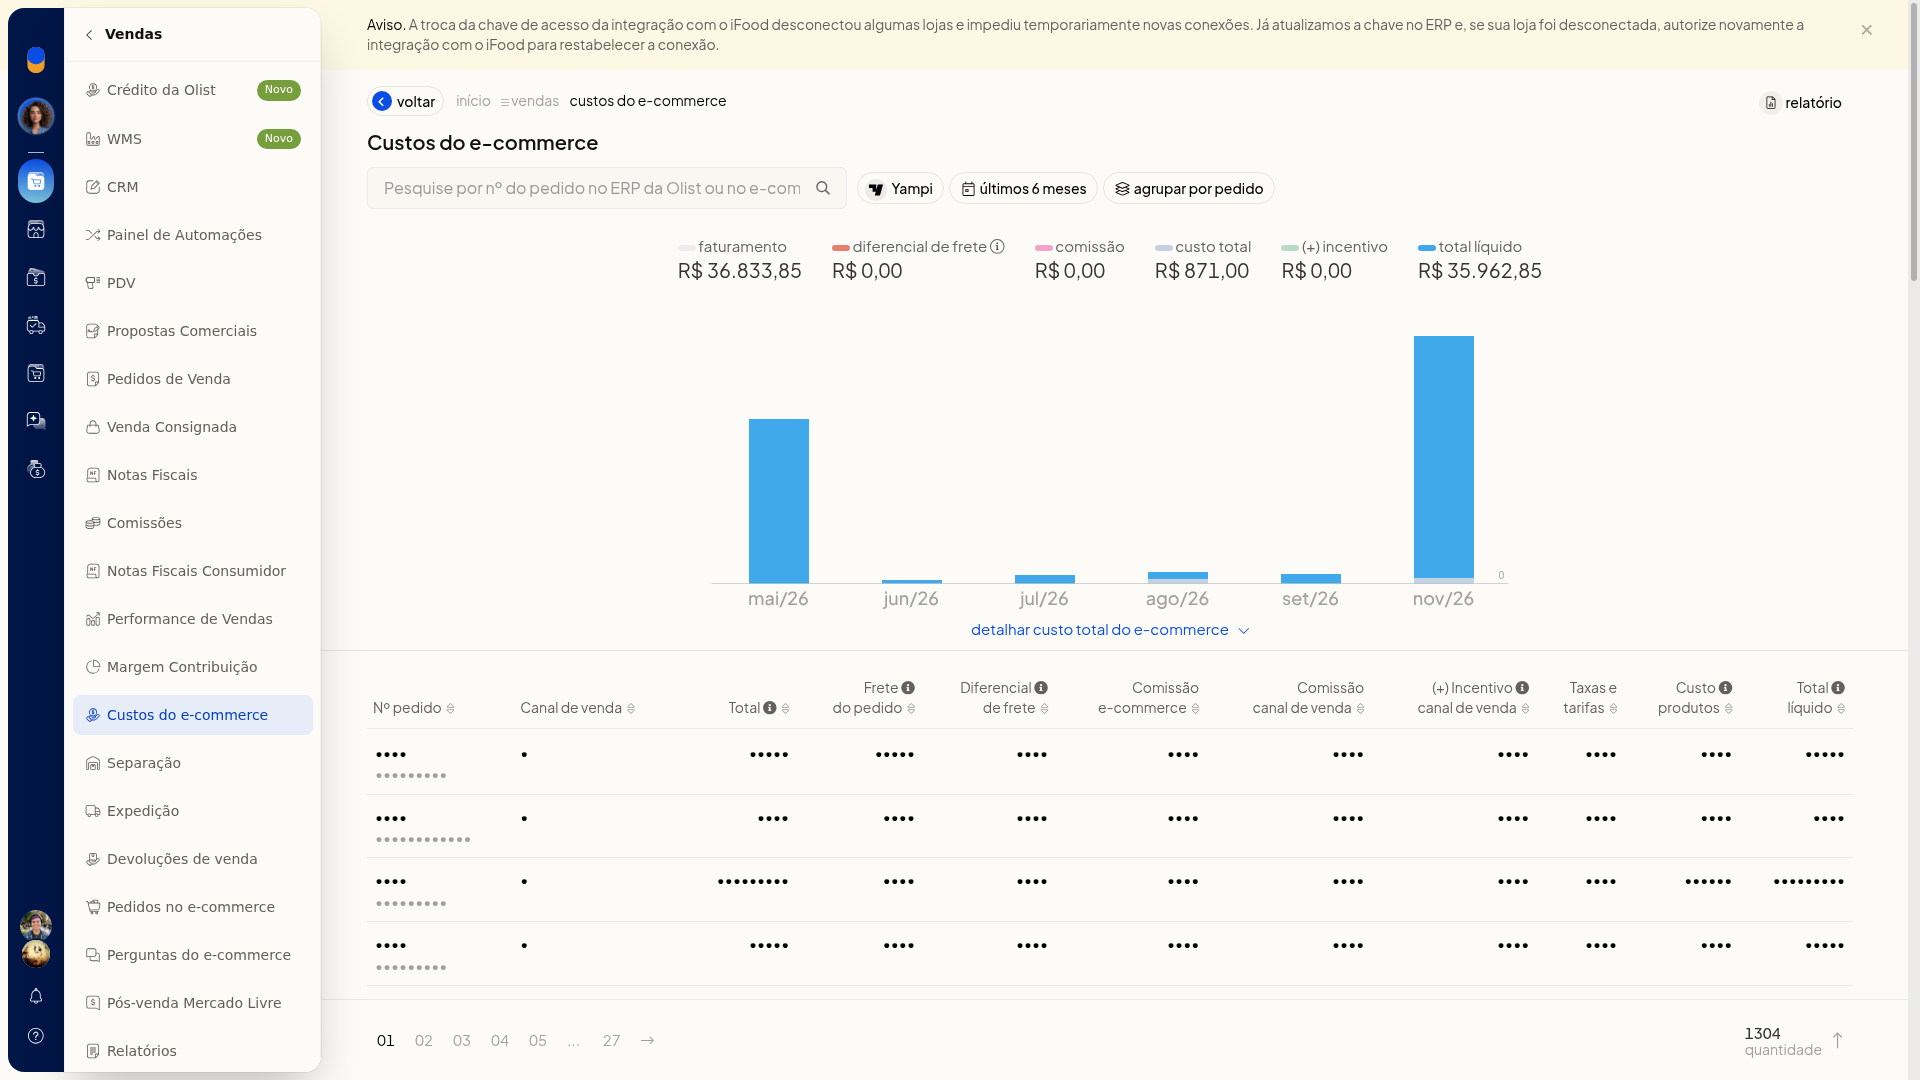 Vendas
Crédito da Olist Novo
WMS Novo
CRM
Painel de Automações
PDV
Propostas Comerciais
Pedidos de Venda
Venda Consignada
Notas Fiscais
Comissões
Notas Fiscais Consumidor
Performance de Vendas
Margem Contribuição
Custos do e-commerce
Separação
Expedição
Devoluções de venda
Pedidos no e-commerce
Perguntas do e-commerce
Pós-venda Mercado Livre
Relatórios
Aviso. A troca da chave de acesso da integração com o iFood desconectou algumas lojas e impediu temporariamente novas conexões. Já atualizamos a chave no ERP e, se sua loja foi desconectada, autorize novamente a
integração com o iFood para restabelecer a conexão.
voltar início vendas custos do e-commerce
relatório
Custos do e-commerce
Pesquise por nº do pedido no ERP da Olist ou no e-com
Yampi últimos 6 meses agrupar por pedido
faturamento diferencial de frete comissão custo total (+) incentivo total líquido
R$ 36.833,85 R$ 0,00 R$ 0,00 R$ 871,00 R$ 0,00 R$ 35.962,85
0
mai/26 jun/26 jul/26 ago/26 set/26 nov/26
detalhar custo total do e-commerce
Nº pedido
Canal de venda
Total
Frete
do pedido
Diferencial
de frete
Comissão
e-commerce
Comissão
canal de venda
(+) Incentivo
canal de venda
Taxas e
tarifas
Custo
produtos
Total
líquido
•••• • ••••• ••••• •••• •••• •••• •••• •••• •••• •••••
•••••••••
•••• • •••• •••• •••• •••• •••• •••• •••• •••• ••••
••••••••••••
•••• • ••••••••• •••• •••• •••• •••• •••• •••• •••••• •••••••••
•••••••••
•••• • ••••• •••• •••• •••• •••• •••• •••• •••• •••••
•••••••••
01 02 03 04 05 ... 27 →
1304
quantidade